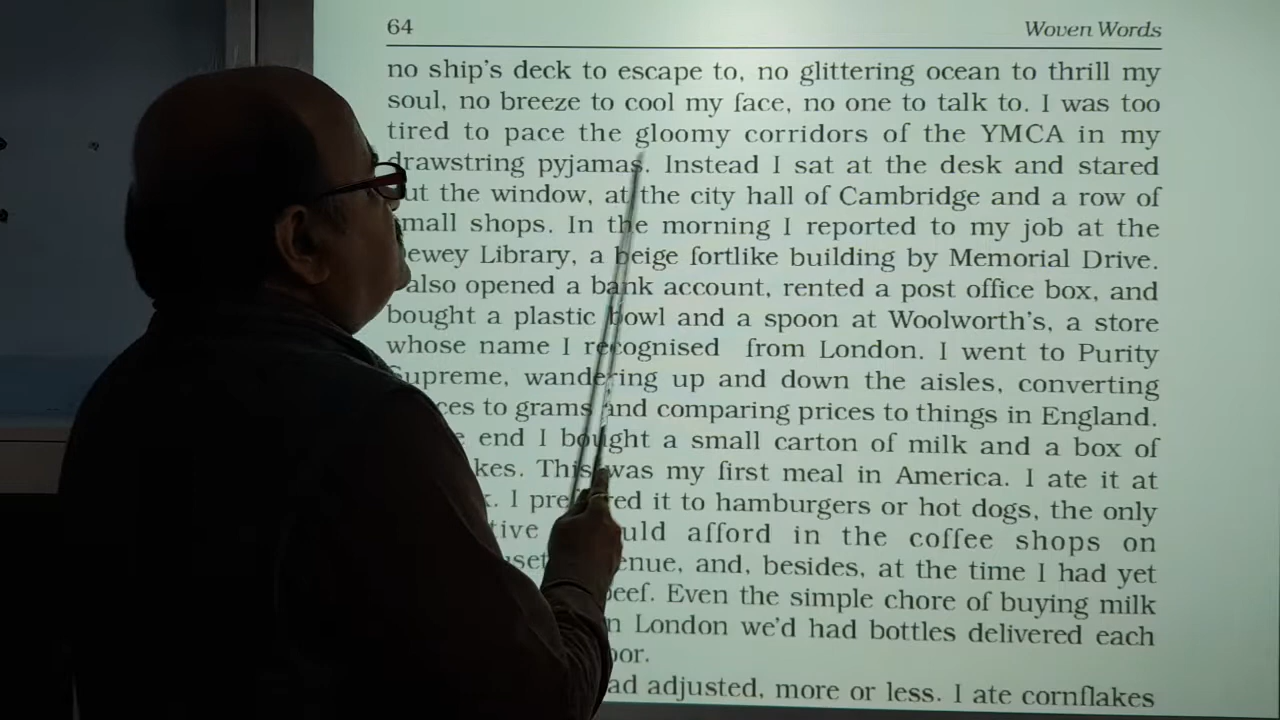 64 Woven Words
no ship's deck to escape to, no glittering ocean to thrill my
soul, no breeze to cool my face, no one to talk to. I was too
tired to pace the gloomy corridors of the YMCA in my
drawstring pyjamas. Instead I sat at the desk and stared
out the window, at the city hall of Cambridge and a row of
small shops. In the morning I reported to my job at the
Dewey Library, a beige fortlike building by Memorial Drive.
also opened a bank account, rented a post office box, and
bought a plastic bowl and a spoon at Woolworth's, a store
whose name I recognised from London. I went to Purity
Supreme, wandering up and down the aisles, converting
to grams and comparing prices to things in England.
end I bought a small carton of milk and a box of
This was my first meal in America. I ate it at
I preferred it to hamburgers or hot dogs, the only
afford in the coffee shops on
and, besides, at the time I had yet
beef. Even the simple chore of buying milk
London we'd had bottles delivered each
adjusted, more or less. I ate cornflakes